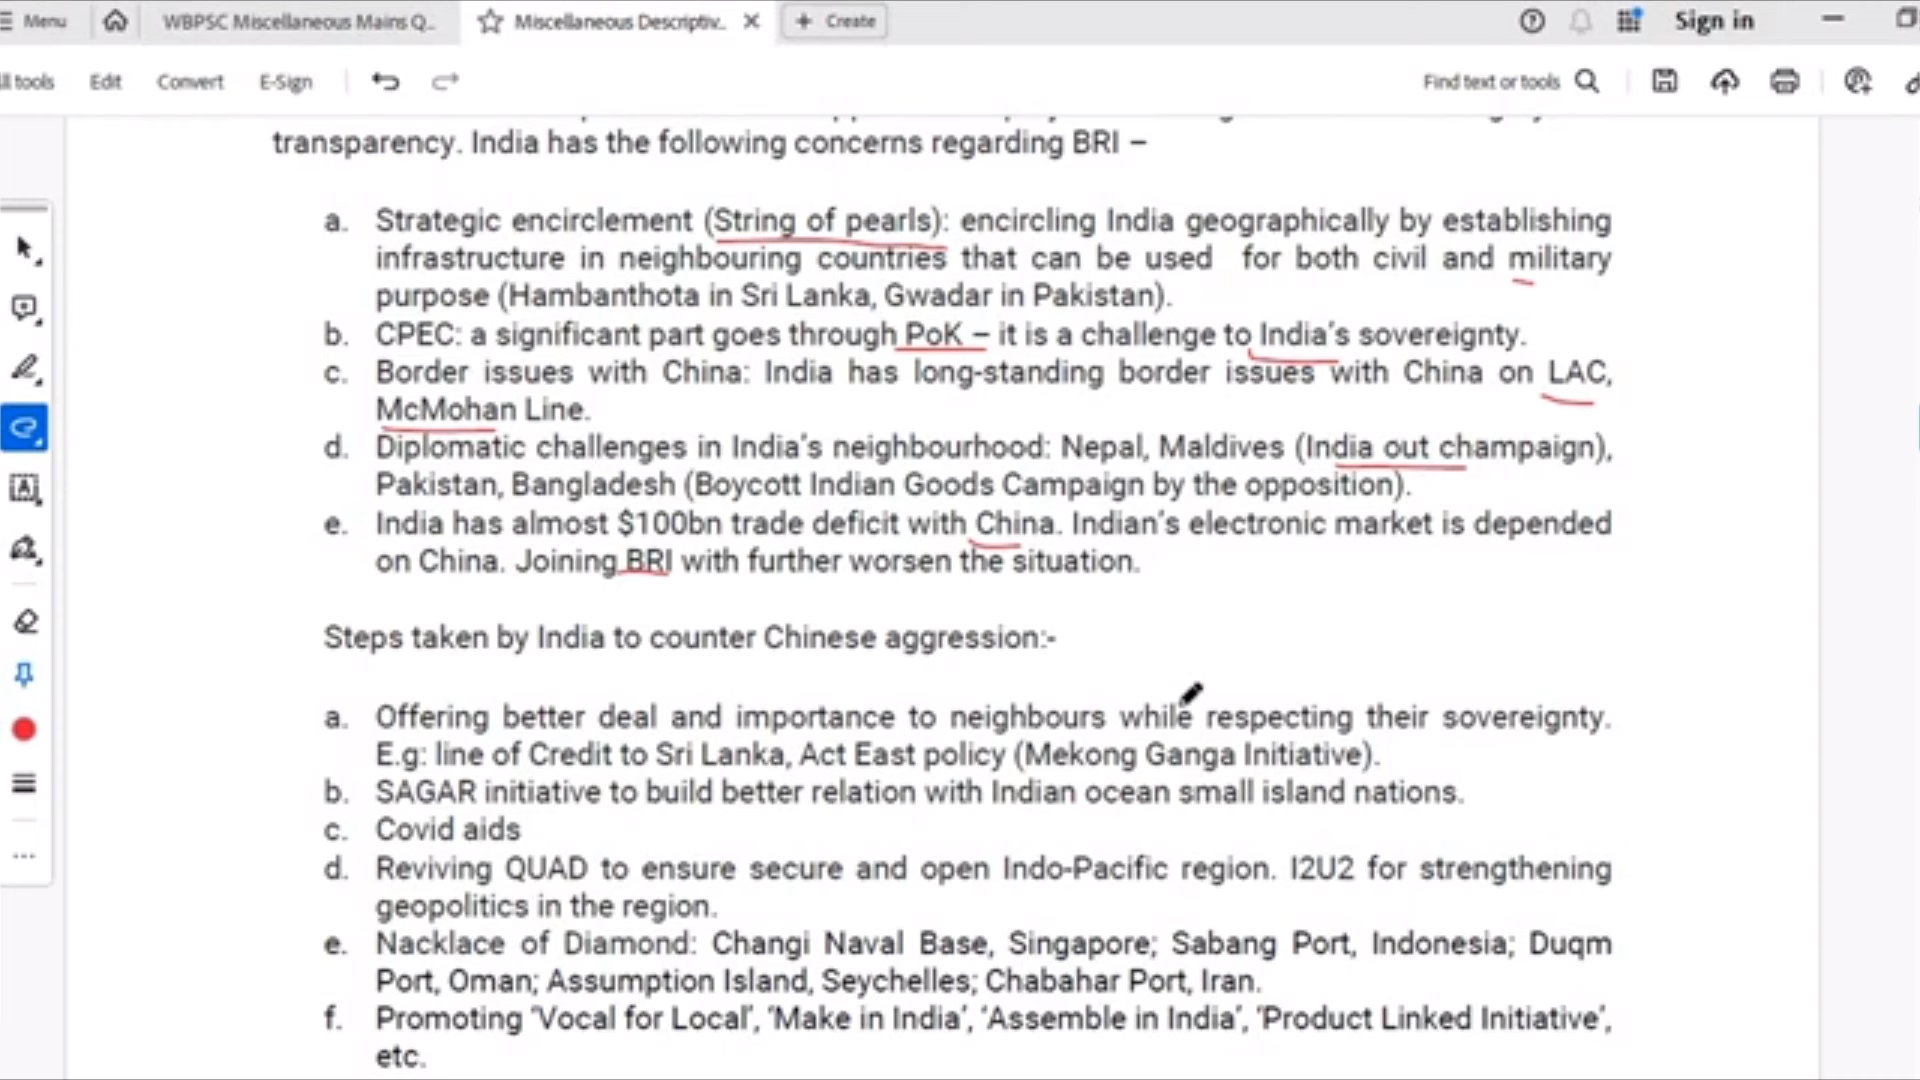 Menu
WBPSC Miscellaneous Mains Q...
Miscellaneous Descriptiv...
+ Create
Sign in
ll tools
Edit
Convert
E-Sign
Find text or tools
transparency. India has the following concerns regarding BRI –
a. Strategic encirclement (String of pearls): encircling India geographically by establishing
infrastructure in neighbouring countries that can be used for both civil and military
purpose (Hambanthota in Sri Lanka, Gwadar in Pakistan).
b. CPEC: a significant part goes through PoK – it is a challenge to India's sovereignty.
c. Border issues with China: India has long-standing border issues with China on LAC,
McMohan Line.
d. Diplomatic challenges in India's neighbourhood: Nepal, Maldives (India out champaign),
Pakistan, Bangladesh (Boycott Indian Goods Campaign by the opposition).
e. India has almost $100bn trade deficit with China. Indian's electronic market is depended
on China. Joining BRI with further worsen the situation.
Steps taken by India to counter Chinese aggression:-
a. Offering better deal and importance to neighbours while respecting their sovereignty.
E.g: line of Credit to Sri Lanka, Act East policy (Mekong Ganga Initiative).
b. SAGAR initiative to build better relation with Indian ocean small island nations.
c. Covid aids
d. Reviving QUAD to ensure secure and open Indo-Pacific region. I2U2 for strengthening
geopolitics in the region.
e. Nacklace of Diamond: Changi Naval Base, Singapore; Sabang Port, Indonesia; Duqm
Port, Oman; Assumption Island, Seychelles; Chabahar Port, Iran.
f. Promoting 'Vocal for Local', 'Make in India', 'Assemble in India', 'Product Linked Initiative',
etc.